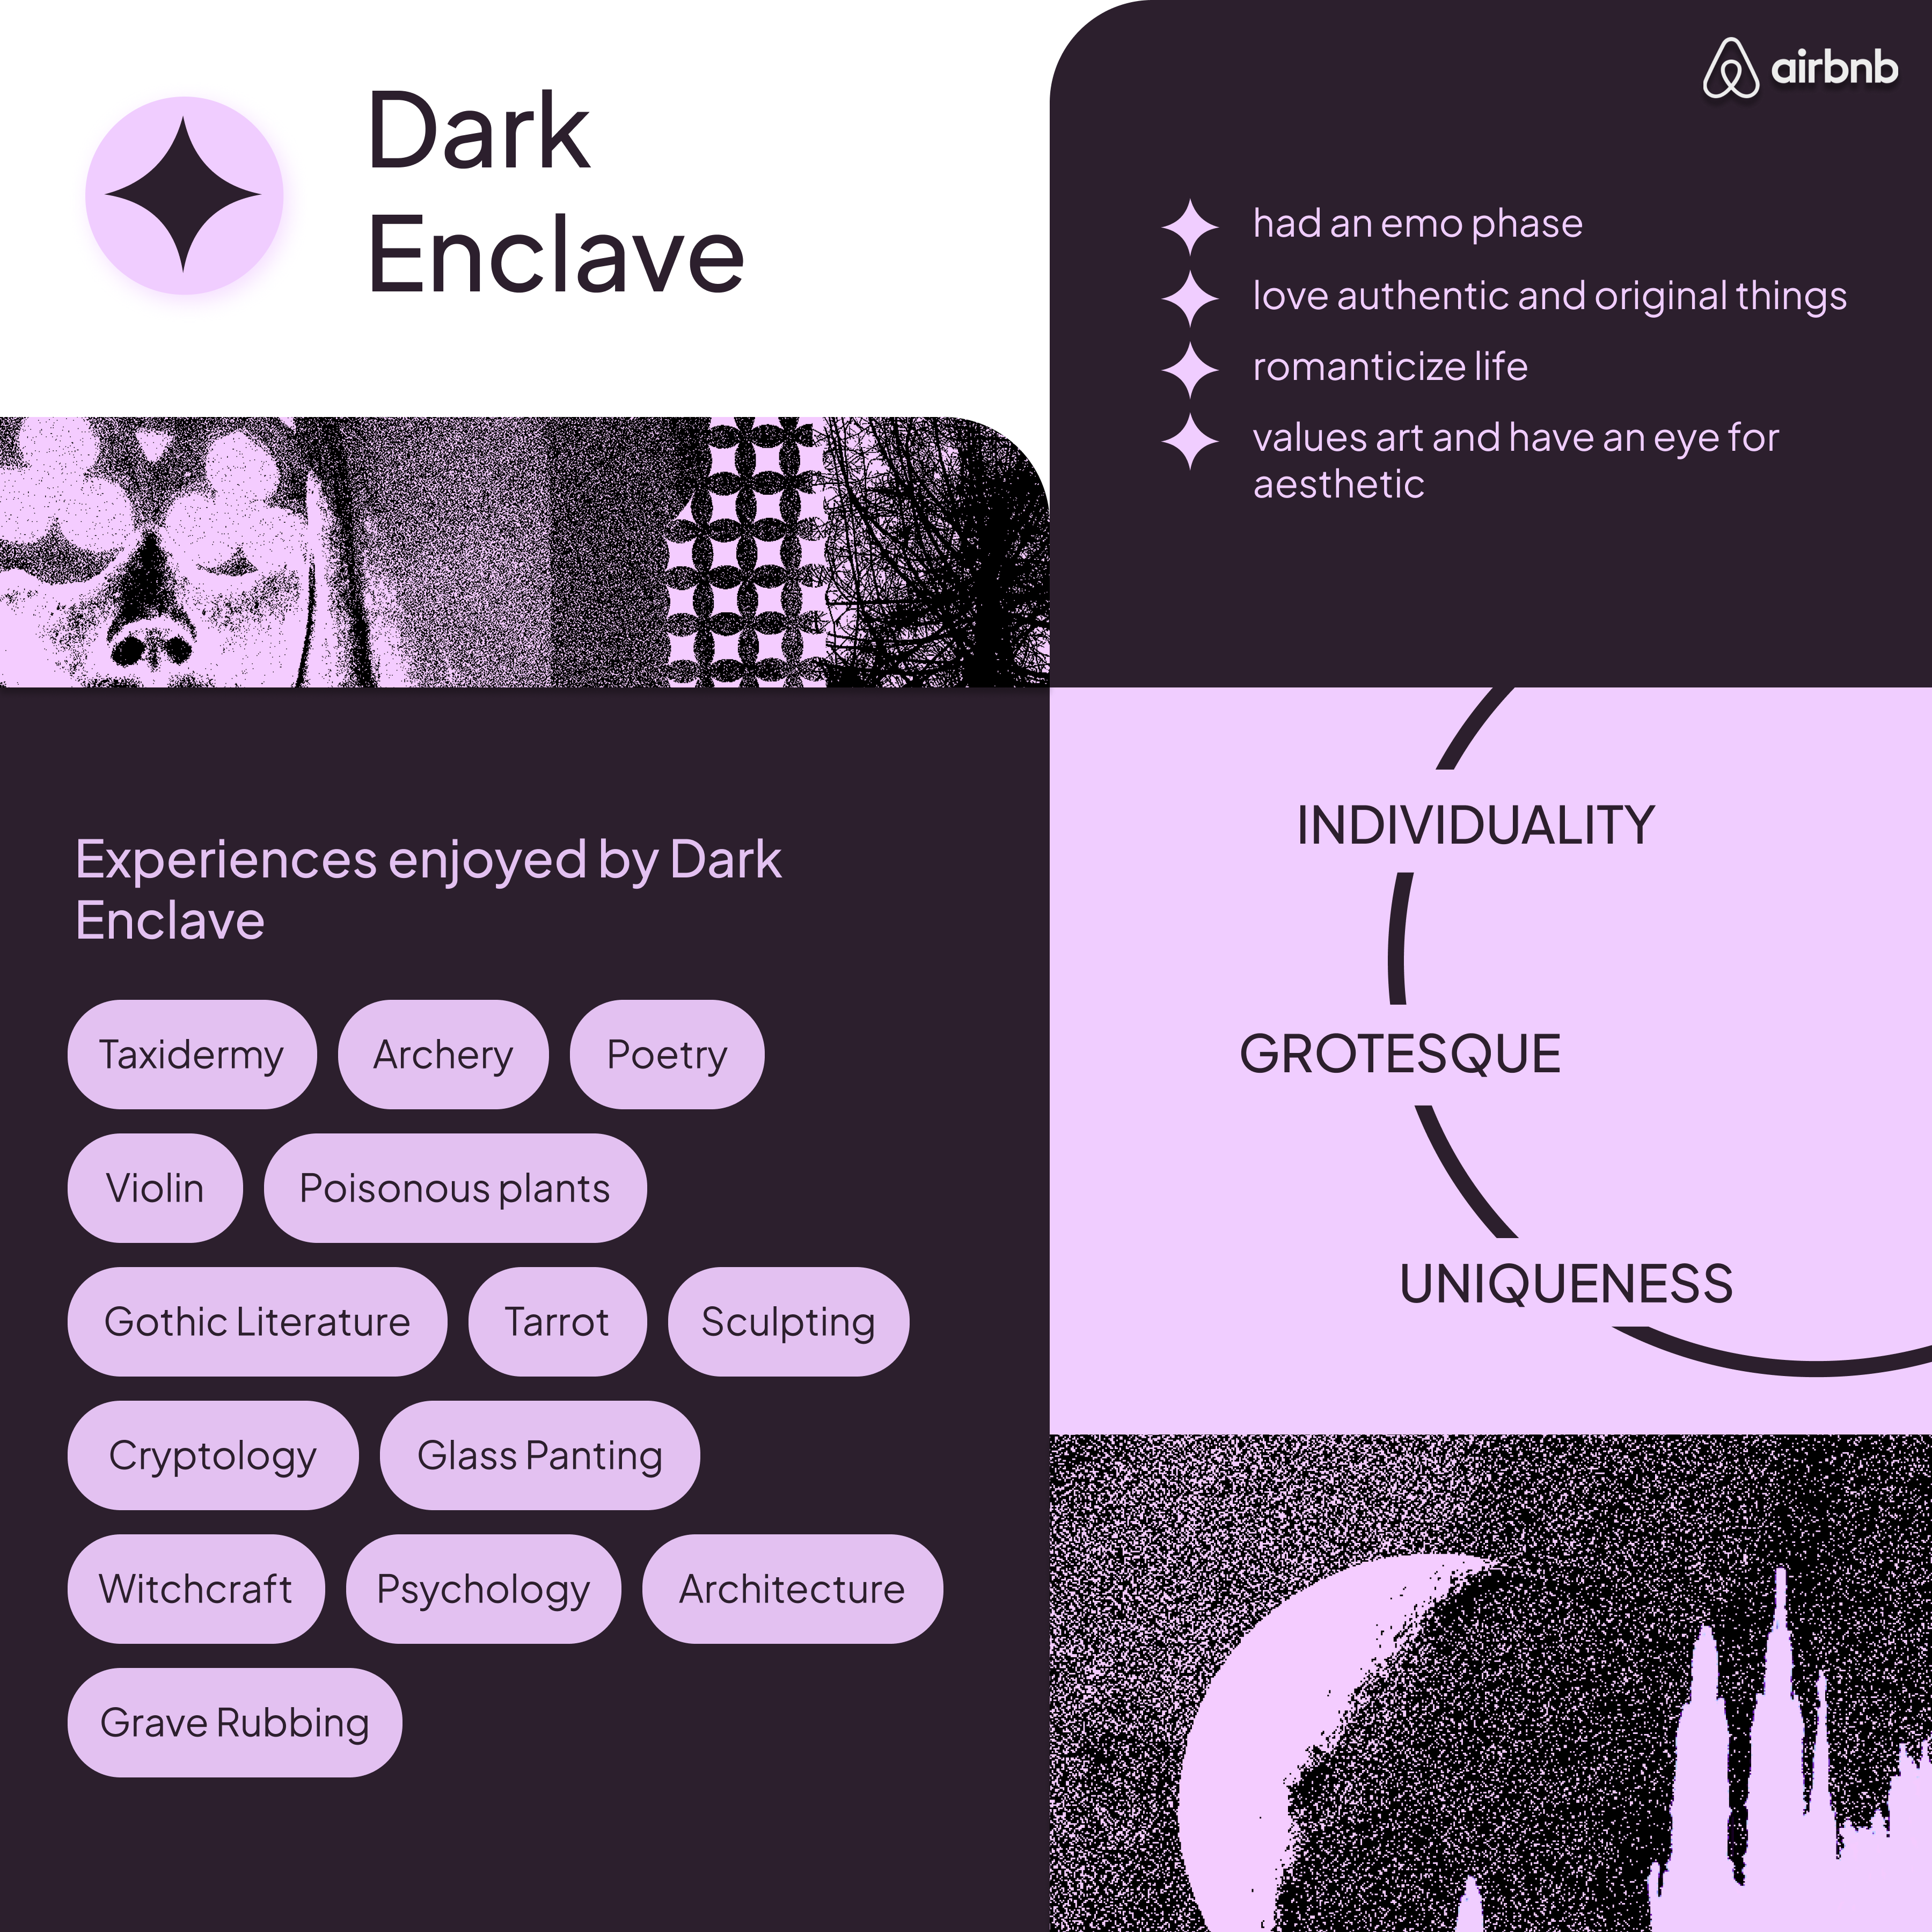 Dark
Enclave
airbnb
had an emo phase
love authentic and original things
romanticize life
values art and have an eye for
aesthetic
Experiences enjoyed by Dark
Enclave
Taxidermy Archery Poetry
Violin Poisonous plants
Gothic Literature Tarrot Sculpting
Cryptology Glass Panting
Witchcraft Psychology Architecture
Grave Rubbing
INDIVIDUALITY
GROTESQUE
UNIQUENESS